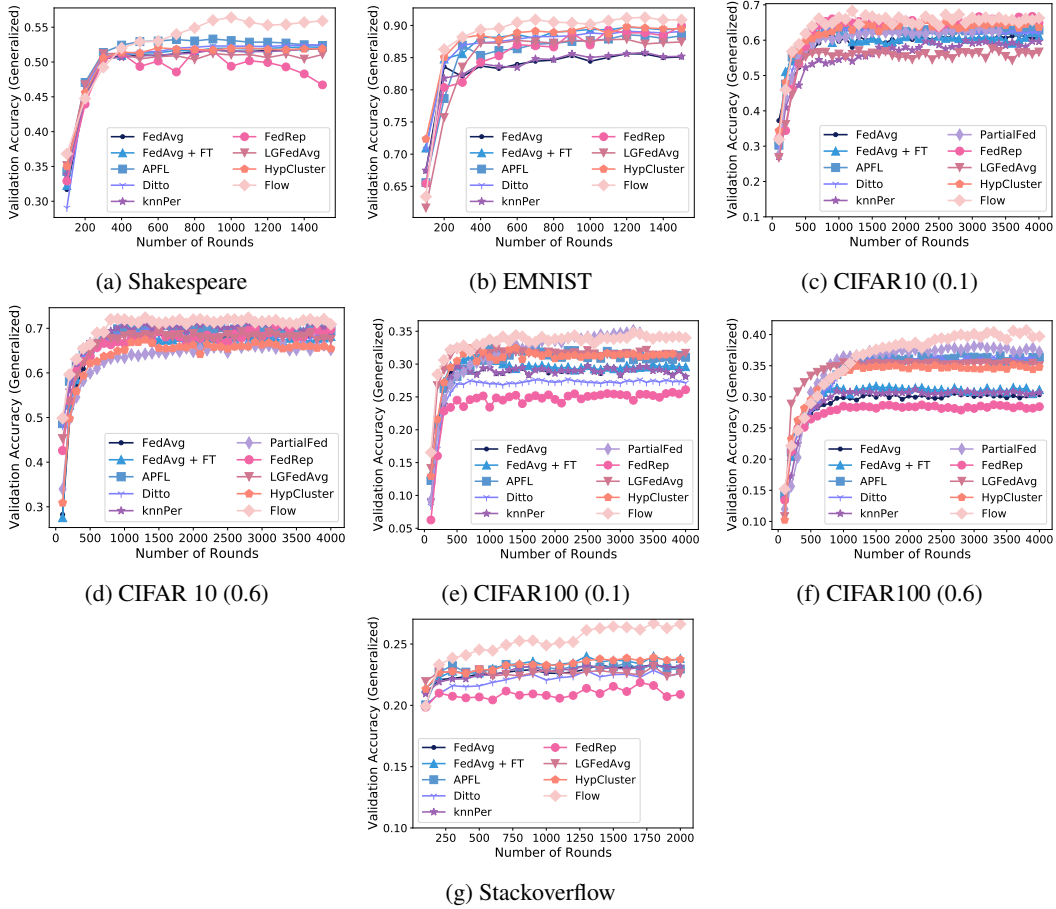 Validation Accuracy (Generalized)
0.55
0.50
0.45
0.40
0.35
0.30
FedAvg
FedAvg + FT
APFL
Ditto
knnPer
FedRep
LGFedAvg
HypCluster
Flow
200 400 600 800 1000 1200 1400
Number of Rounds
(a) Shakespeare
Validation Accuracy (Generalized)
0.90
0.85
0.80
0.75
0.70
0.65
FedAvg
FedAvg + FT
APFL
Ditto
knnPer
FedRep
LGFedAvg
HypCluster
Flow
200 400 600 800 1000 1200 1400
Number of Rounds
(b) EMNIST
Validation Accuracy (Generalized)
0.7
0.6
0.5
0.4
0.3
0.2
0.1
FedAvg
FedAvg + FT
APFL
Ditto
knnPer
PartialFed
FedRep
LGFedAvg
HypCluster
Flow
0 500 1000 1500 2000 2500 3000 3500 4000
Number of Rounds
(c) CIFAR10 (0.1)
Validation Accuracy (Generalized)
0.7
0.6
0.5
0.4
0.3
FedAvg
FedAvg + FT
APFL
Ditto
knnPer
PartialFed
FedRep
LGFedAvg
HypCluster
Flow
0 500 1000 1500 2000 2500 3000 3500 4000
Number of Rounds
(d) CIFAR 10 (0.6)
Validation Accuracy (Generalized)
0.35
0.30
0.25
0.20
0.15
0.10
0.05
FedAvg
FedAvg + FT
APFL
Ditto
knnPer
PartialFed
FedRep
LGFedAvg
HypCluster
Flow
0 500 1000 1500 2000 2500 3000 3500 4000
Number of Rounds
(e) CIFAR100 (0.1)
Validation Accuracy (Generalized)
0.40
0.35
0.30
0.25
0.20
0.15
0.10
FedAvg
FedAvg + FT
APFL
Ditto
knnPer
PartialFed
FedRep
LGFedAvg
HypCluster
Flow
0 500 1000 1500 2000 2500 3000 3500 4000
Number of Rounds
(f) CIFAR100 (0.6)
Validation Accuracy (Generalized)
0.25
0.20
0.15
0.10
FedAvg
FedAvg + FT
APFL
Ditto
knnPer
FedRep
LGFedAvg
HypCluster
Flow
250 500 750 1000 1250 1500 1750 2000
Number of Rounds
(g) Stackoverflow